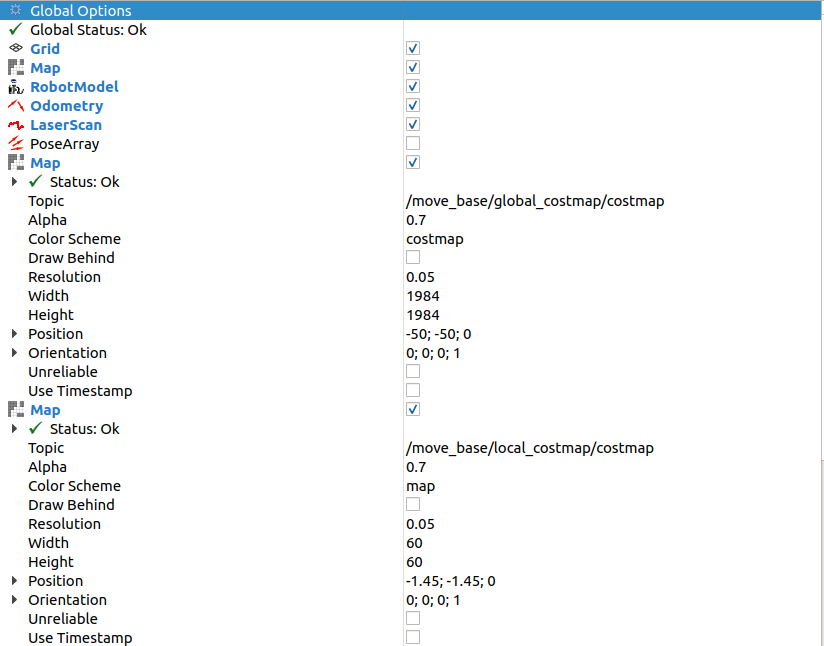 Global Options
Global Status: Ok
Grid
Map
RobotModel
Odometry
LaserScan
PoseArray
Map
Status: Ok
Topic /move_base/global_costmap/costmap
Alpha 0.7
Color Scheme costmap
Draw Behind
Resolution 0.05
Width 1984
Height 1984
Position -50; -50; 0
Orientation 0; 0; 0; 1
Unreliable
Use Timestamp
Map
Status: Ok
Topic /move_base/local_costmap/costmap
Alpha 0.7
Color Scheme map
Draw Behind
Resolution 0.05
Width 60
Height 60
Position -1.45; -1.45; 0
Orientation 0; 0; 0; 1
Unreliable
Use Timestamp